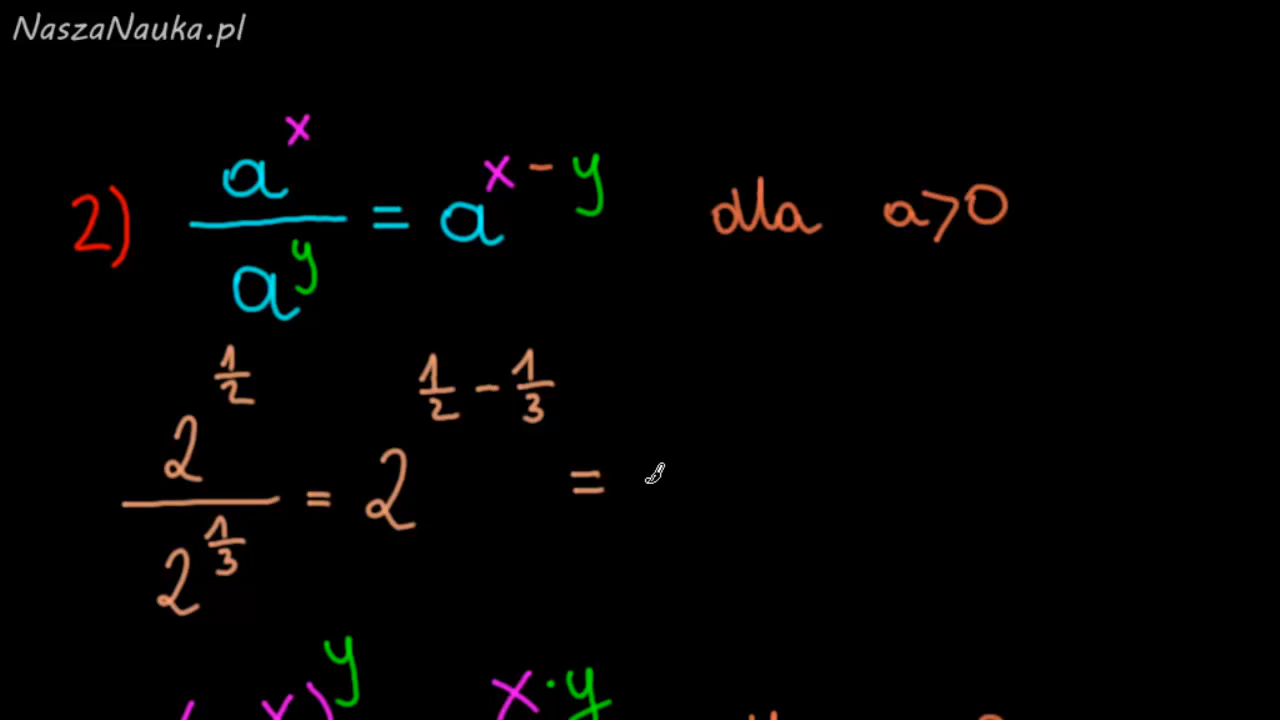 NaszaNauka.pl
2) a^x / a^y = a^(x - y) dla a>0
2^(1/2) / 2^(1/3) = 2^(1/2 - 1/3) =
x)^y x·y